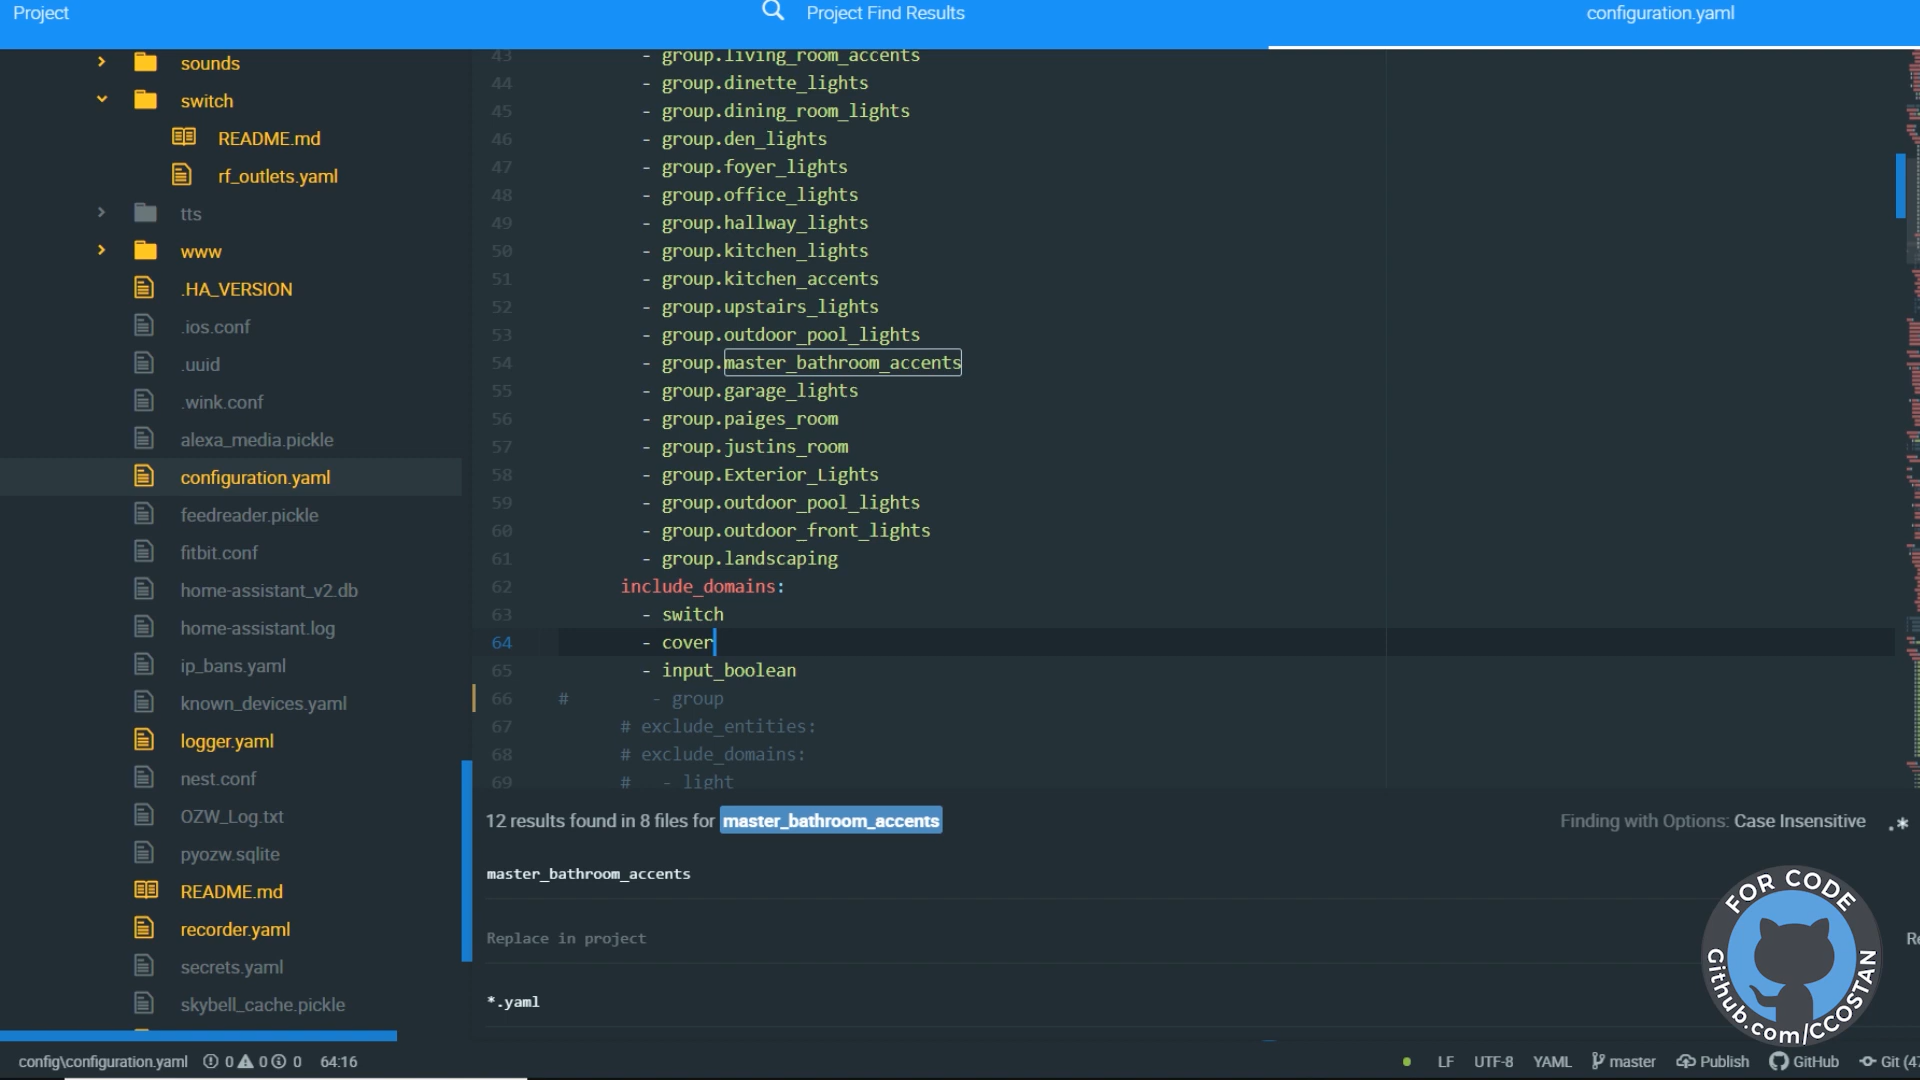 Project
Project Find Results
configuration.yaml
sounds
switch
README.md
rf_outlets.yaml
tts
www
.HA_VERSION
.ios.conf
.uuid
.wink.conf
alexa_media.pickle
configuration.yaml
feedreader.pickle
fitbit.conf
home-assistant_v2.db
home-assistant.log
ip_bans.yaml
known_devices.yaml
logger.yaml
nest.conf
OZW_Log.txt
pyozw.sqlite
README.md
recorder.yaml
secrets.yaml
skybell_cache.pickle
43 - group.living_room_accents
44 - group.dinette_lights
45 - group.dining_room_lights
46 - group.den_lights
47 - group.foyer_lights
48 - group.office_lights
49 - group.hallway_lights
50 - group.kitchen_lights
51 - group.kitchen_accents
52 - group.upstairs_lights
53 - group.outdoor_pool_lights
54 - group.master_bathroom_accents
55 - group.garage_lights
56 - group.paiges_room
57 - group.justins_room
58 - group.Exterior_Lights
59 - group.outdoor_pool_lights
60 - group.outdoor_front_lights
61 - group.landscaping
62 include_domains:
63 - switch
64 - cover
65 - input_boolean
66 # - group
67 # exclude_entities:
68 # exclude_domains:
69 # - light
12 results found in 8 files for master_bathroom_accents
Finding with Options: Case Insensitive
.*
master_bathroom_accents
Replace in project
*.yaml
FOR CODE
Github.com/CCOSTAN
config\configuration.yaml 0 0 0 64:16
LF UTF-8 YAML master Publish GitHub Git (47